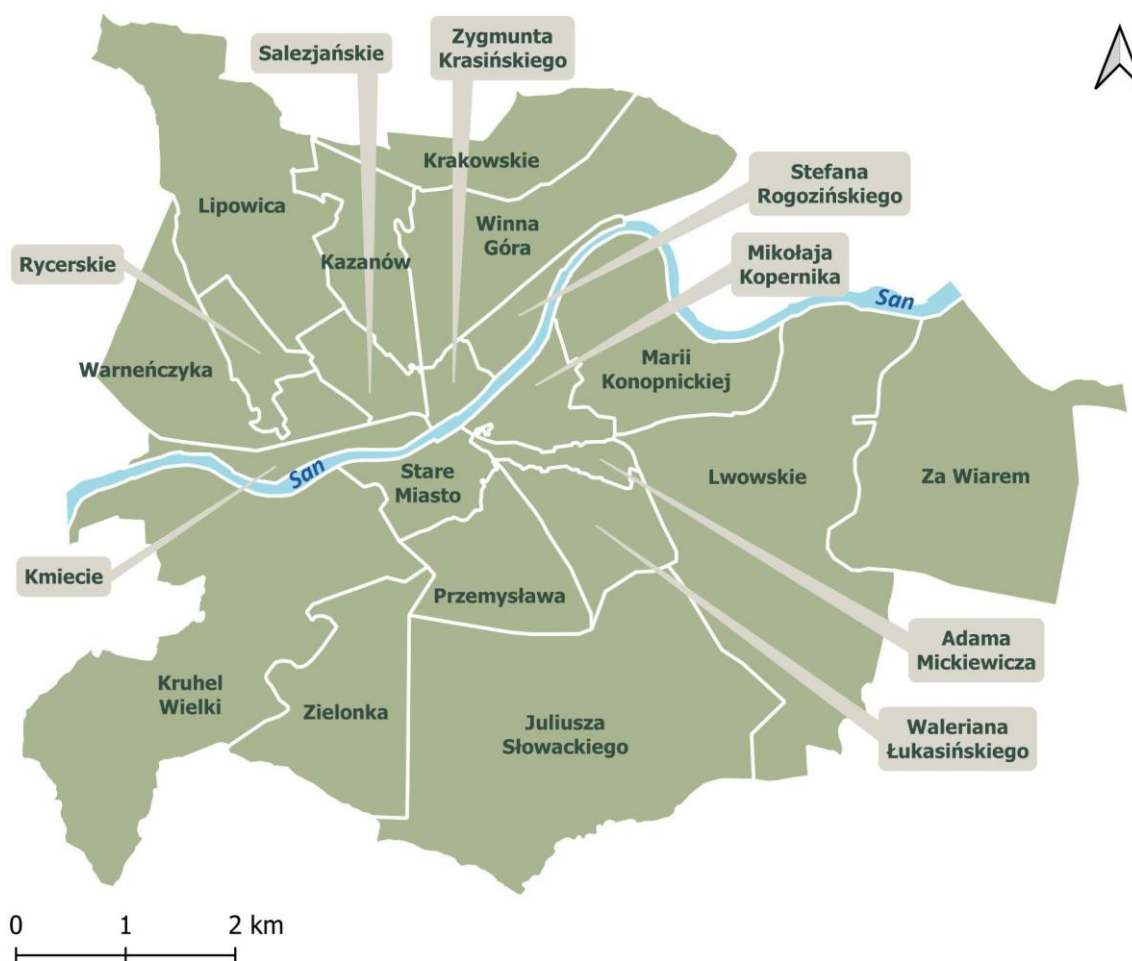 Zygmunta
Krasińskiego
Salezjańskie
Krakowskie
Stefana
Rogozińskiego
Lipowica
Winna
Góra
Mikołaja
Kopernika
Rycerskie
Kazanów
San
Warneńczyka
Marii
Konopnickiej
San
Stare
Miasto
Lwowskie
Za Wiarem
Kmiecie
Przemysława
Adama
Mickiewicza
Kruhel
Wielki
Zielonka
Juliusza
Słowackiego
Waleriana
Łukasińskiego
0 1 2 km